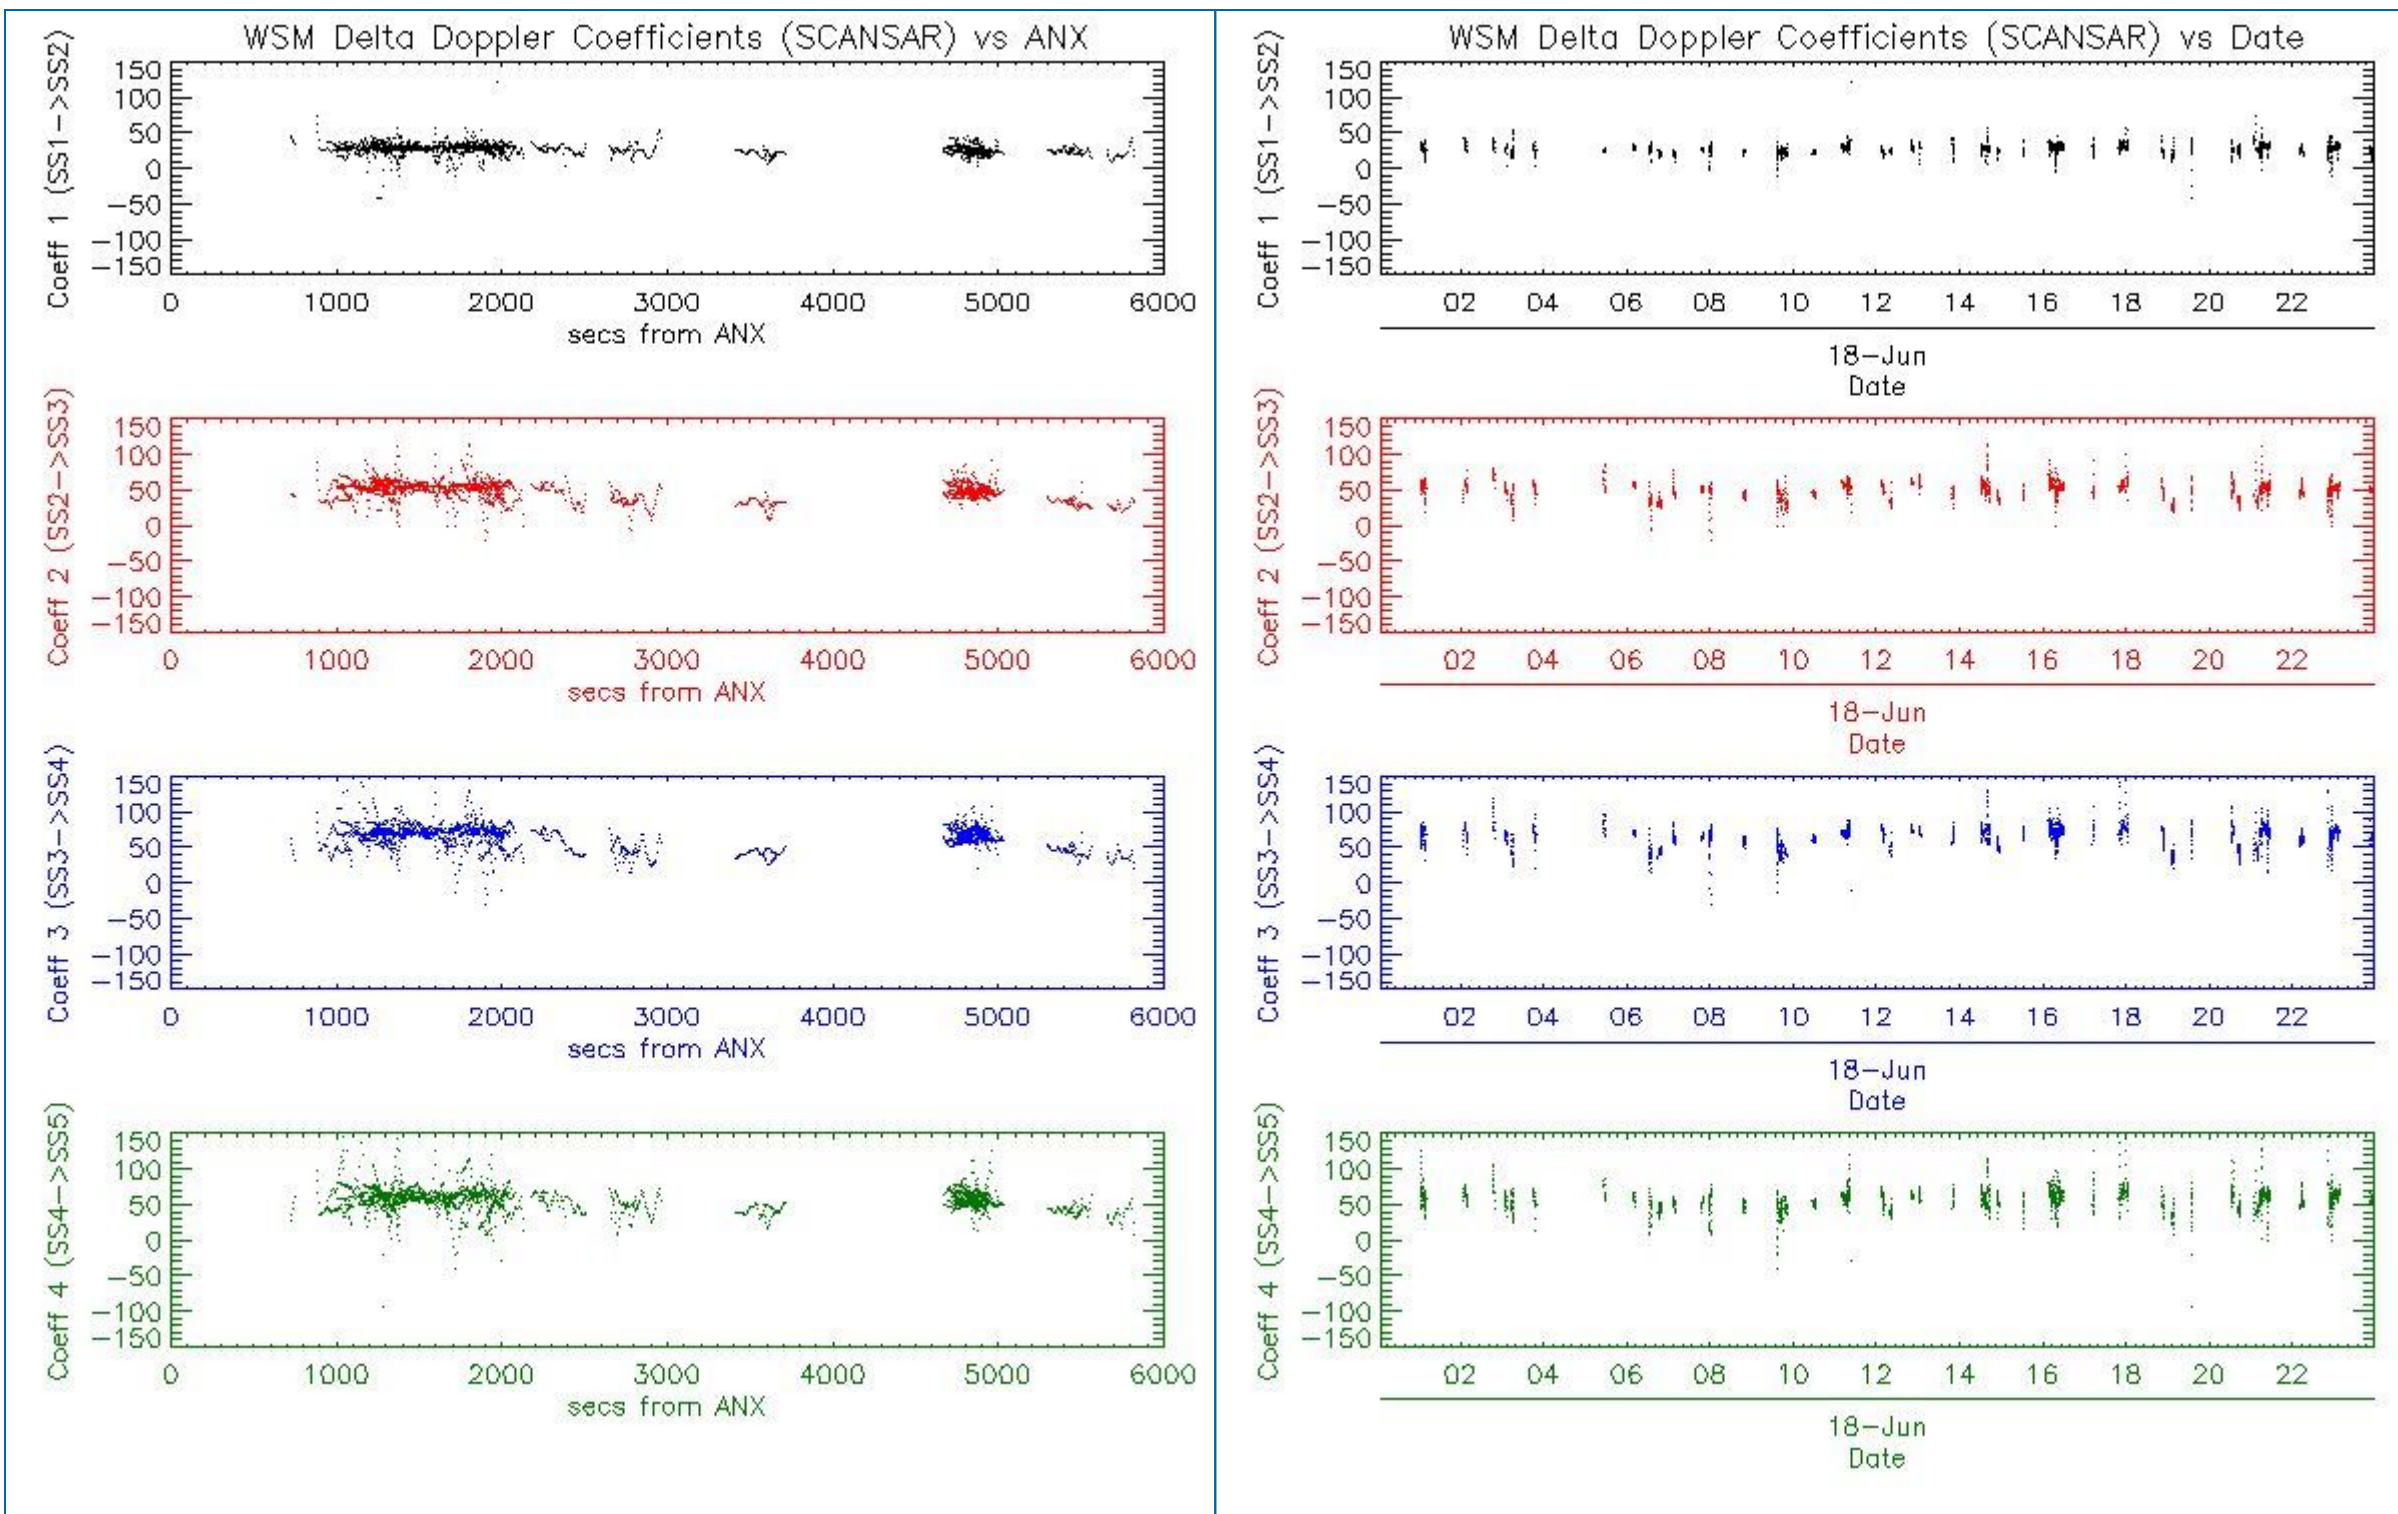 WSM Delta Doppler Coefficients (SCANSAR) vs ANX
Coeff 1 (SS1->SS2)
150
100
50
0
-50
-100
-150
0 1000 2000 3000 4000 5000 6000
secs from ANX
Coeff 2 (SS2->SS3)
150
100
50
0
-50
-100
-150
0 1000 2000 3000 4000 5000 6000
secs from ANX
Coeff 3 (SS3->SS4)
150
100
50
0
-50
-100
-150
0 1000 2000 3000 4000 5000 6000
secs from ANX
Coeff 4 (SS4->SS5)
150
100
50
0
-50
-100
-150
0 1000 2000 3000 4000 5000 6000
secs from ANX
WSM Delta Doppler Coefficients (SCANSAR) vs Date
Coeff 1 (SS1->SS2)
150
100
50
0
-50
-100
-150
02 04 06 08 10 12 14 16 18 20 22
18-Jun
Date
Coeff 2 (SS2->SS3)
150
100
50
0
-50
-100
-150
02 04 06 08 10 12 14 16 18 20 22
18-Jun
Date
Coeff 3 (SS3->SS4)
150
100
50
0
-50
-100
-150
02 04 06 08 10 12 14 16 18 20 22
18-Jun
Date
Coeff 4 (SS4->SS5)
150
100
50
0
-50
-100
-150
02 04 06 08 10 12 14 16 18 20 22
18-Jun
Date